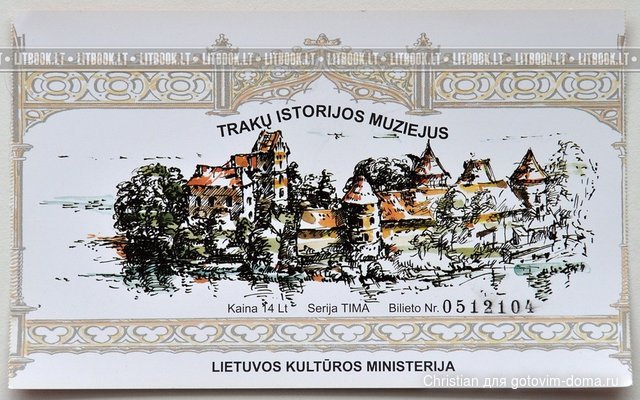 LITBOOK.LT - LITBOOK.LT - LITBOOK.LT - LITBOOK.LT - LITBOOK.LT - LITBOOK.LT - LITBOOK.LT - LITBOOK.LT
TRAKŲ ISTORIJOS MUZIEJUS
Kaina 14 Lt Serija TIMA Bilieto Nr. 0512104
LIETUVOS KULTŪROS MINISTERIJA
Christian для gotovim-doma.ru